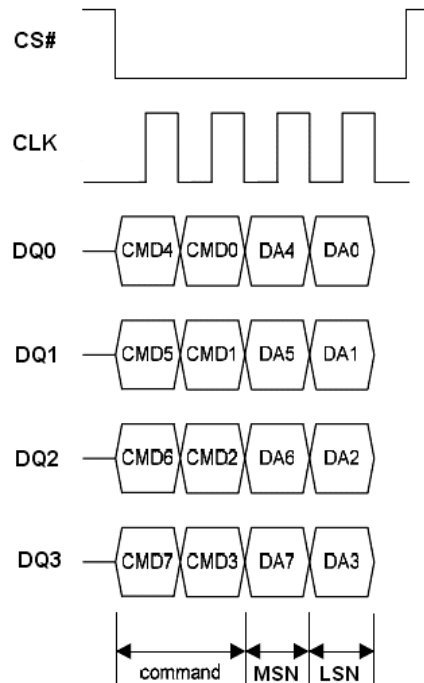 CS#
CLK
DQ0 CMD4 CMD0 DA4 DA0
DQ1 CMD5 CMD1 DA5 DA1
DQ2 CMD6 CMD2 DA6 DA2
DQ3 CMD7 CMD3 DA7 DA3
command MSN LSN